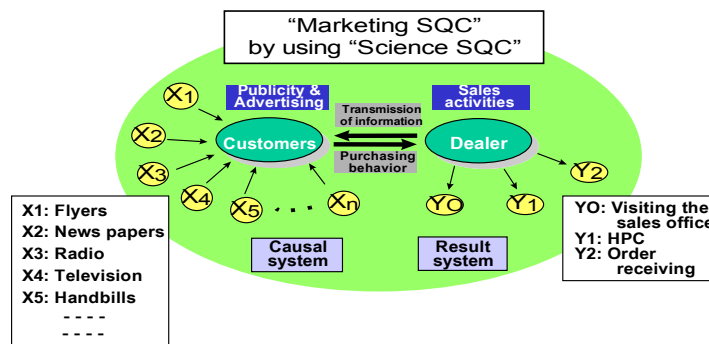 “Marketing SQC”
by using “Science SQC”
Publicity &
Advertising
Sales
activities
Transmission
of information
Customers
Dealer
Purchasing
behavior
X1
X2
X3
X4
X5
. . . . . . .
Xn
YO
Y1
Y2
Causal
system
Result
system
X1: Flyers
X2: News papers
X3: Radio
X4: Television
X5: Handbills
- - - -
- - - -
YO: Visiting the
sales office
Y1: HPC
Y2: Order
receiving